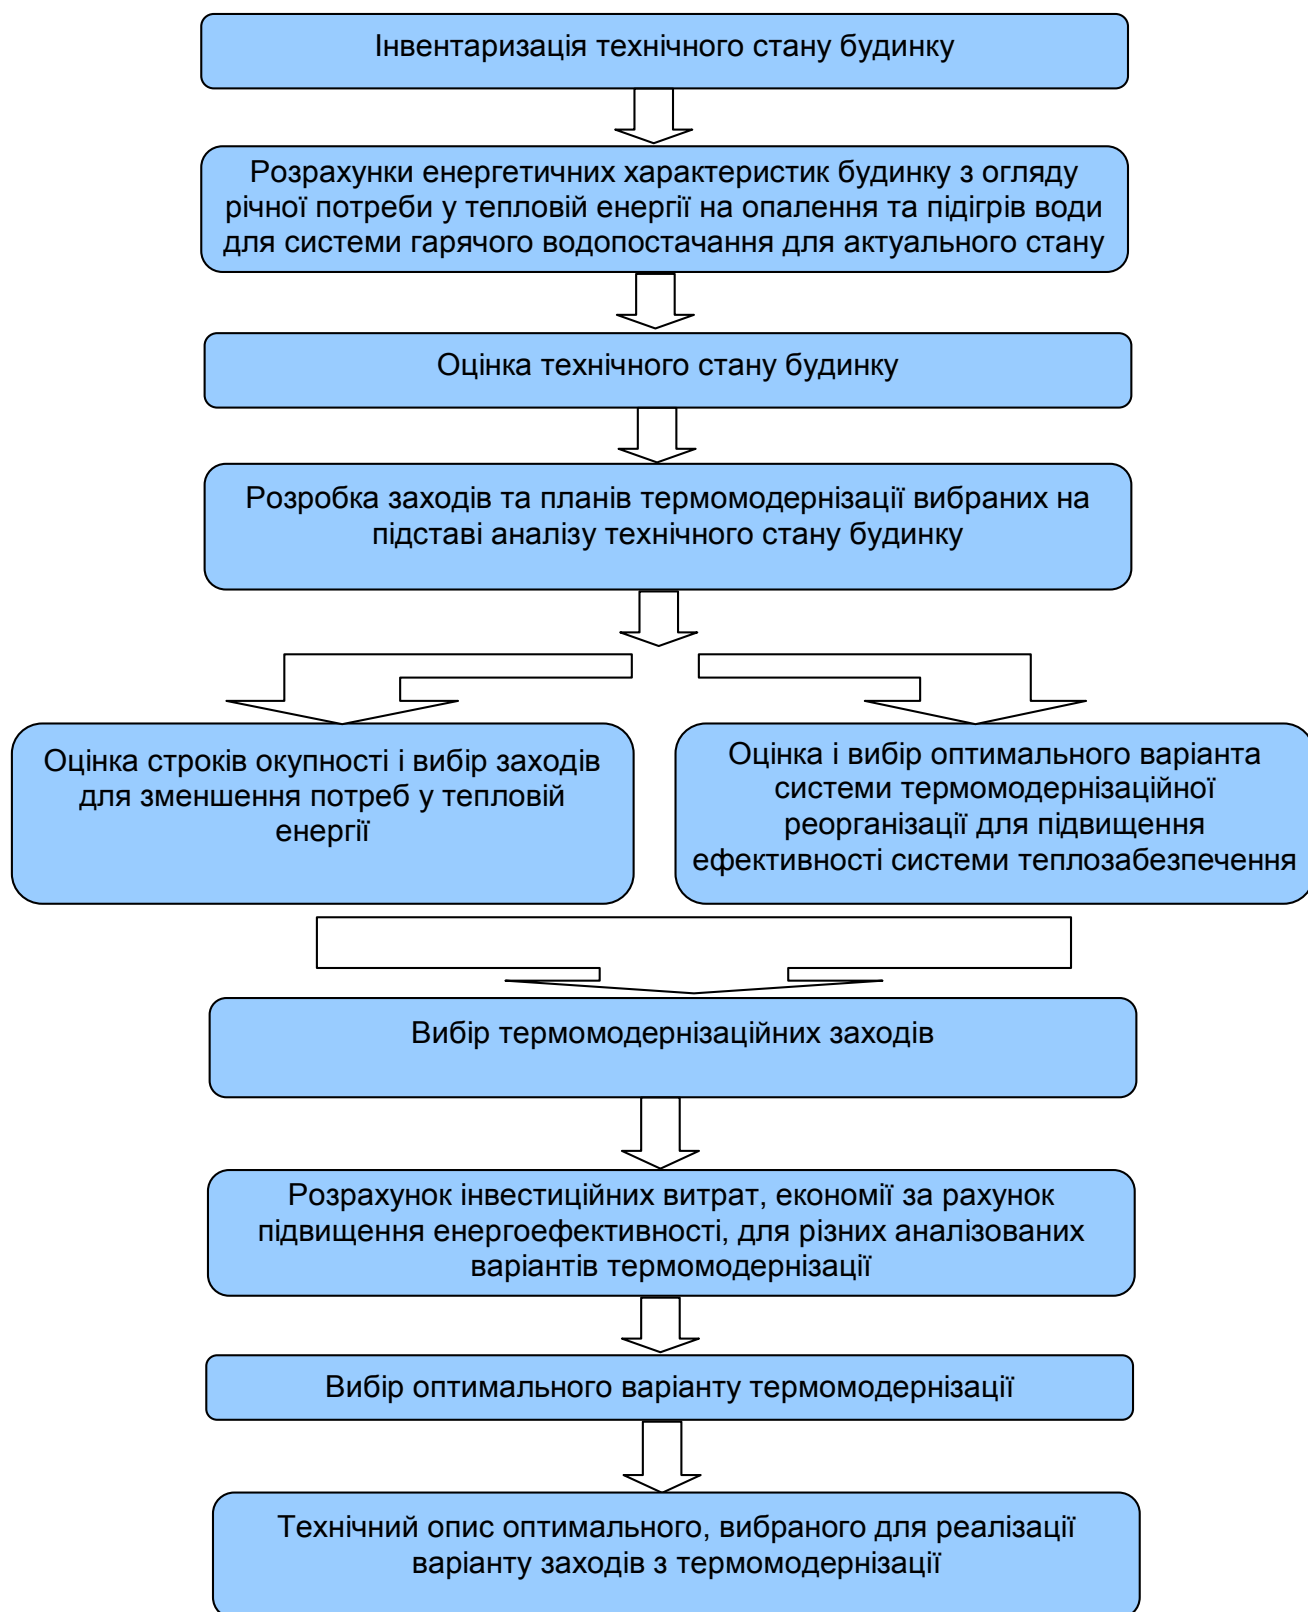 Інвентаризація технічного стану будинку
Розрахунки енергетичних характеристик будинку з огляду
річної потреби у тепловій енергії на опалення та підігрів води
для системи гарячого водопостачання для актуального стану
Оцінка технічного стану будинку
Розробка заходів та планів термомодернізації вибраних на
підставі аналізу технічного стану будинку
Оцінка строків окупності і вибір заходів
для зменшення потреб у тепловій
енергії
Оцінка і вибір оптимального варіанта
системи термомодернізаційної
реорганізації для підвищення
ефективності системи теплозабезпечення
Вибір термомодернізаційних заходів
Розрахунок інвестиційних витрат, економії за рахунок
підвищення енергоефективності, для різних аналізованих
варіантів термомодернізації
Вибір оптимального варіанту термомодернізації
Технічний опис оптимального, вибраного для реалізації
варіанту заходів з термомодернізації